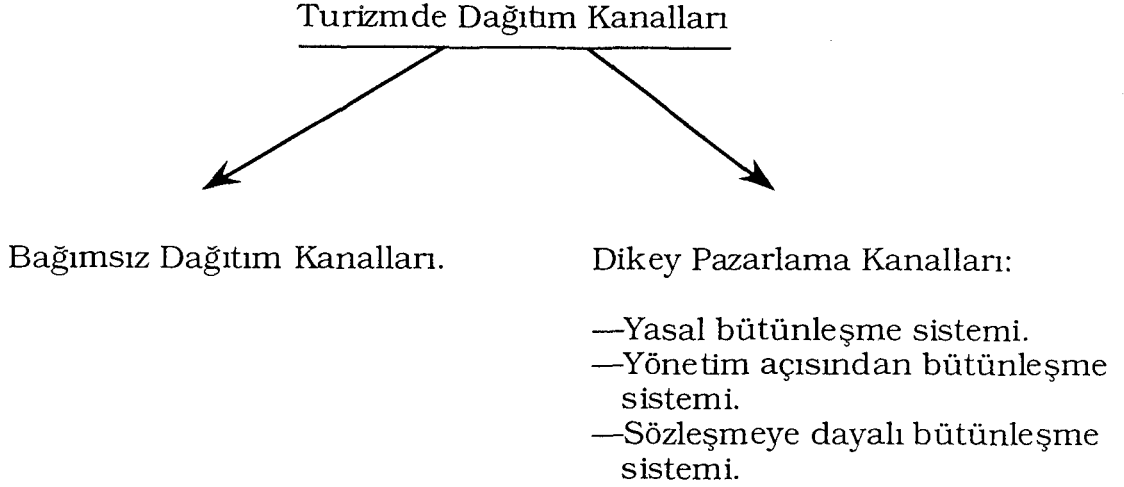 Turizmde Dağıtım Kanalları
Bağımsız Dağıtım Kanalları.
Dikey Pazarlama Kanalları:
—Yasal bütünleşme sistemi.
—Yönetim açısından bütünleşme
sistemi.
—Sözleşmeye dayalı bütünleşme
sistemi.